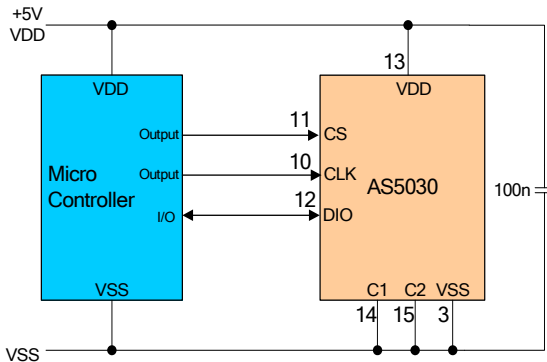 +5V
VDD
13
VDD
VDD
11
Output
CS
10
Output
CLK
Micro
Controller
AS5030
100n
12
I/O
DIO
VSS
C1
C2
VSS
14
15
3
VSS